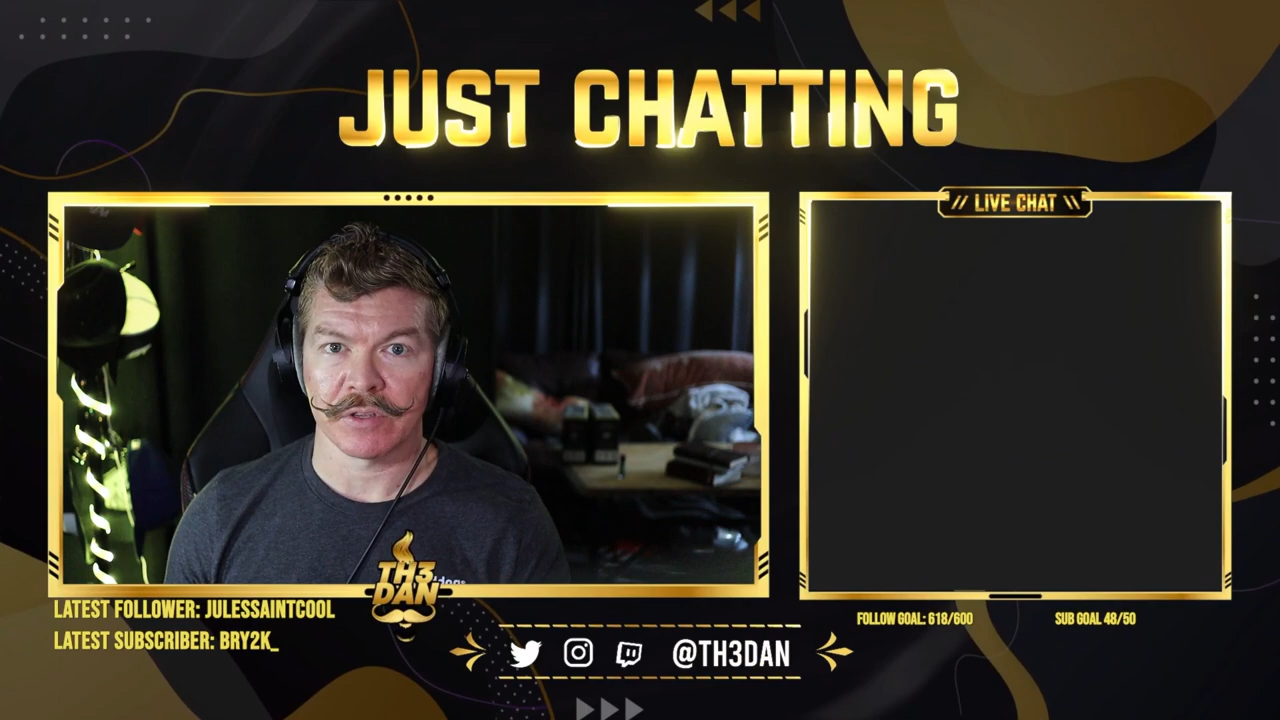 JUST CHATTING
// LIVE CHAT \\
TH3
DAN
LATEST FOLLOWER: JULESSAINTCOOL
LATEST SUBSCRIBER: BRY2K_
FOLLOW GOAL: 618/600
SUB GOAL 48/50
@TH3DAN